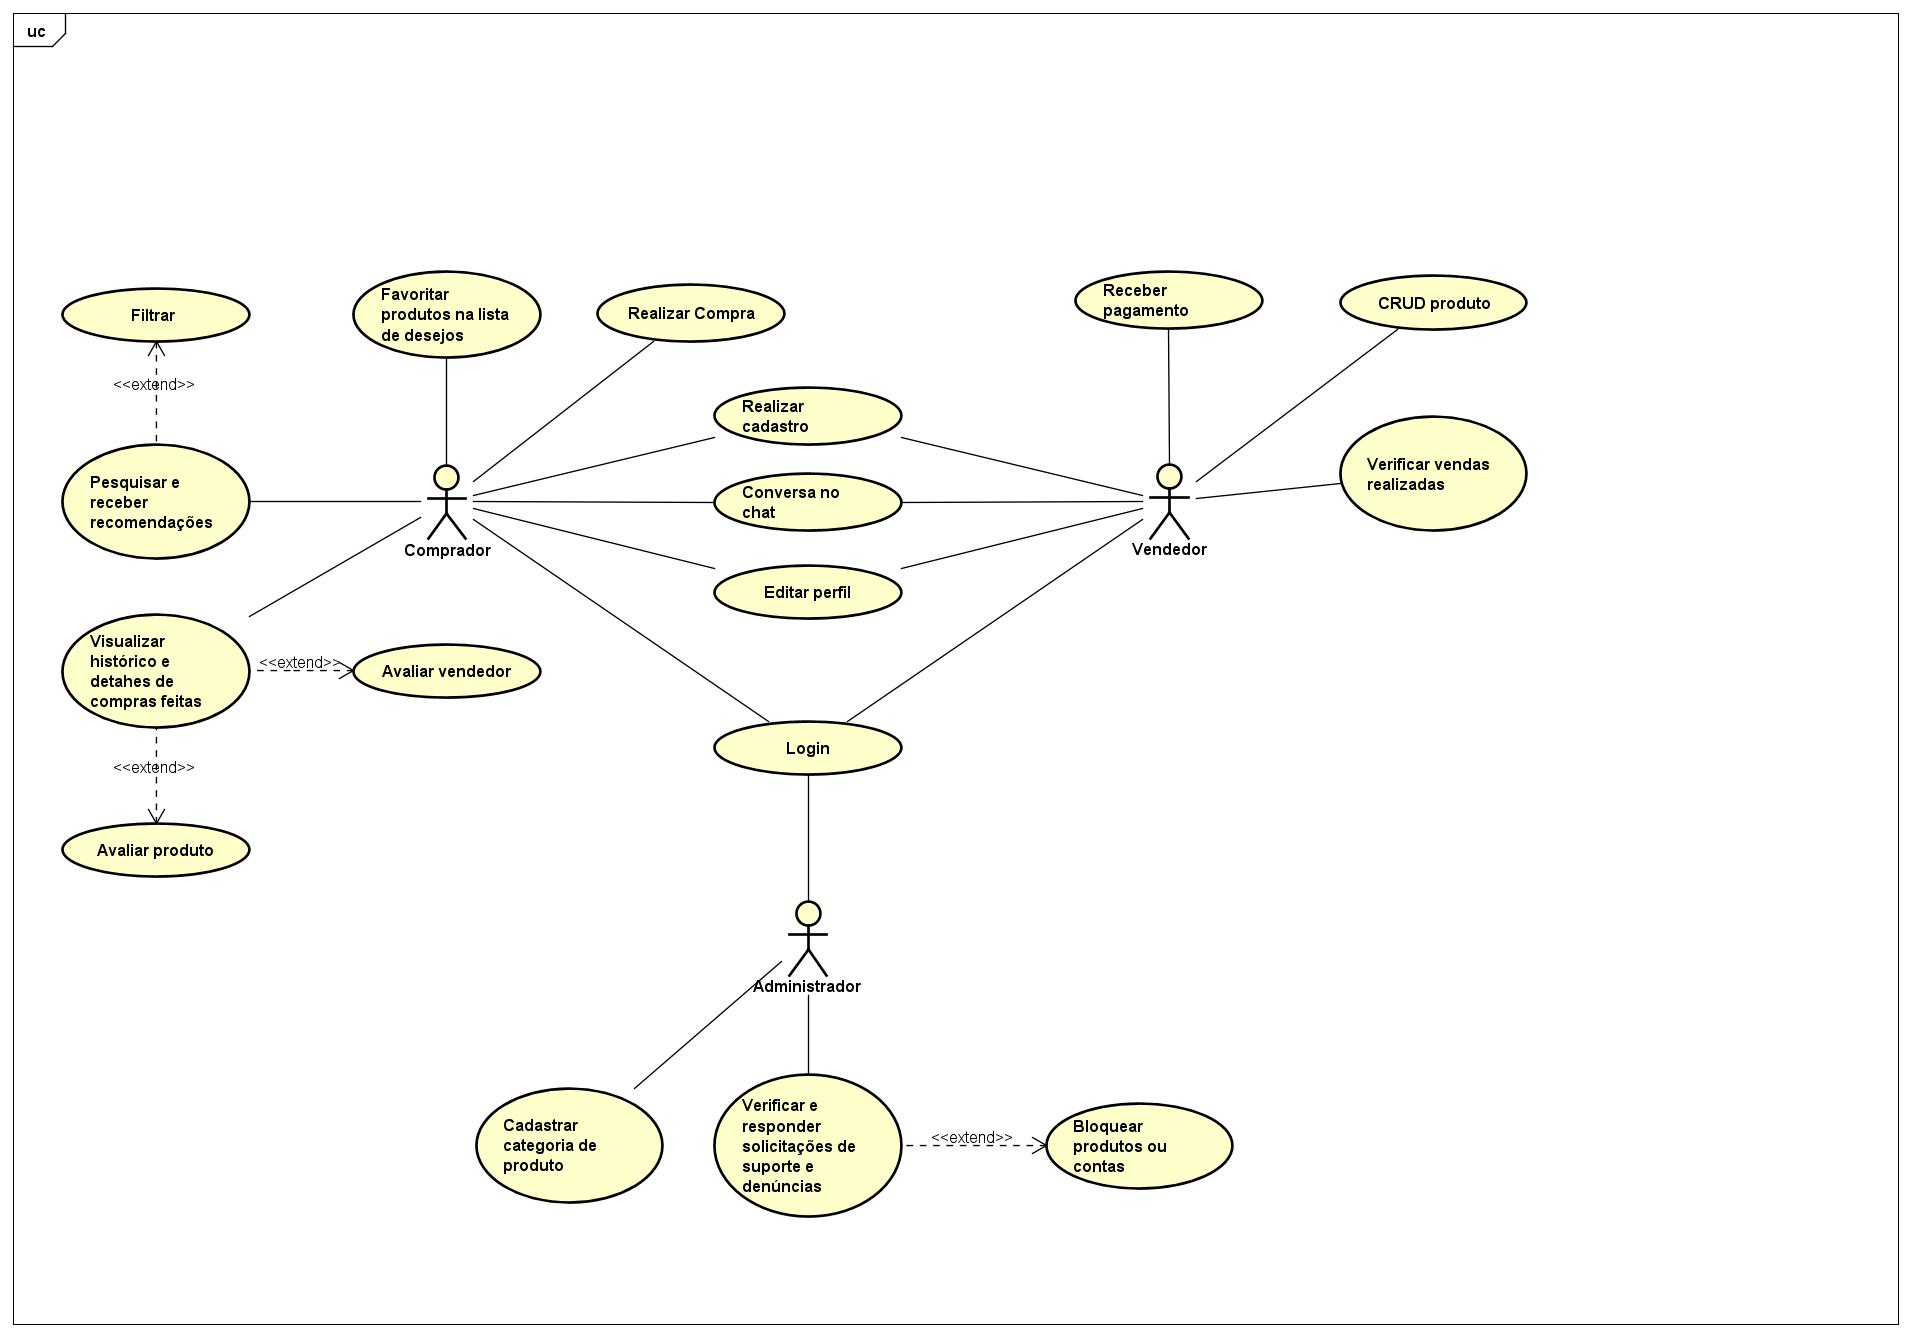 uc
Filtrar
Favoritar
produtos na lista
de desejos
Realizar Compra
Receber
pagamento
CRUD produto
<<extend>>
Realizar
cadastro
Pesquisar e
receber
recomendações
Comprador
Conversa no
chat
Vendedor
Verificar vendas
realizadas
Editar perfil
Visualizar
histórico e
detahes de
compras feitas
<<extend>>
Avaliar vendedor
<<extend>>
Login
Avaliar produto
Administrador
Cadastrar
categoria de
produto
Verificar e
responder
solicitações de
suporte e
denúncias
<<extend>>
Bloquear
produtos ou
contas